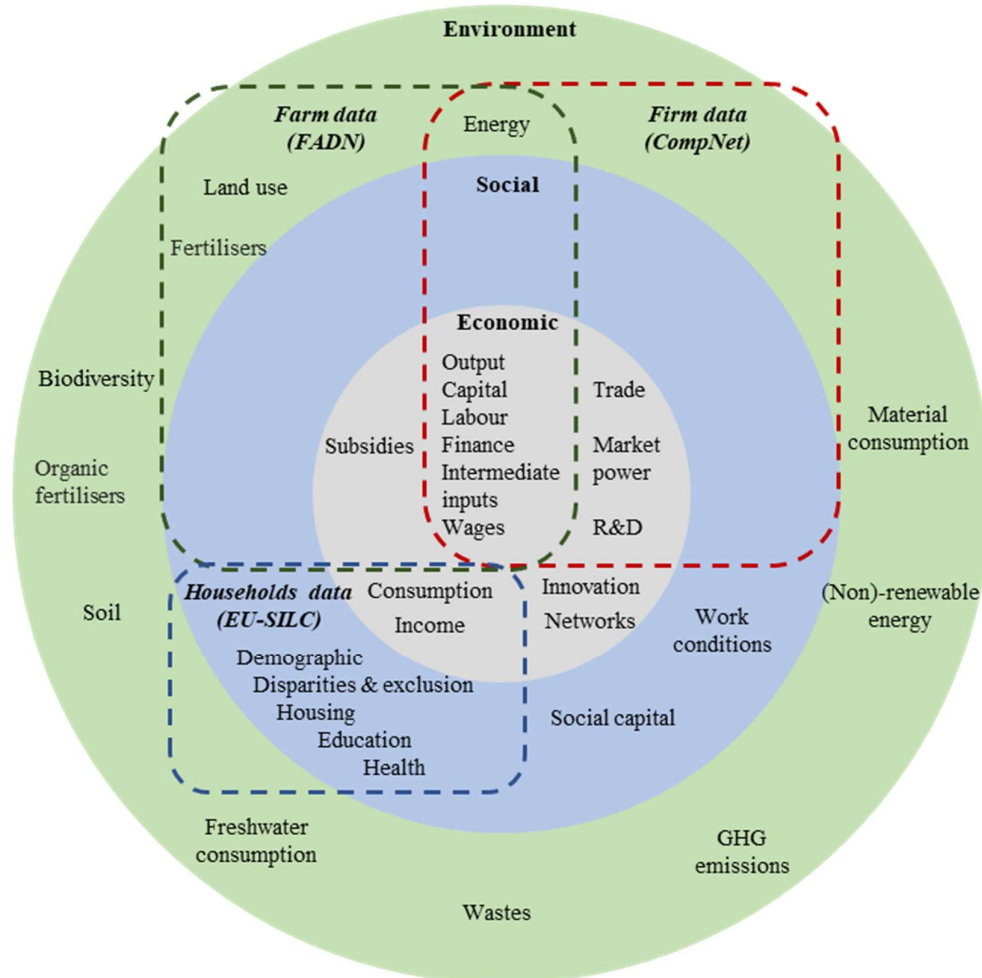 Environment
Farm data
(FADN)
Energy
Firm data
(CompNet)
Land use
Social
Fertilisers
Economic
Output
Capital
Labour
Finance
Intermediate
inputs
Wages
Trade
Market
power
R&D
Subsidies
Biodiversity
Organic
fertilisers
Material
consumption
Soil
Households data
(EU-SILC)
Consumption
Income
Innovation
Networks
Work
conditions
(Non)-renewable
energy
Demographic
Disparities & exclusion
Housing
Education
Health
Social capital
Freshwater
consumption
GHG
emissions
Wastes